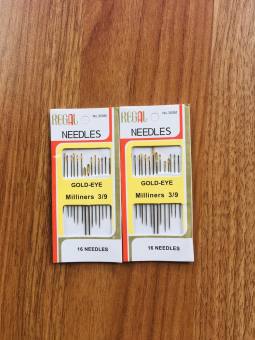 REGAL
NEEDLES
GOLD-EYE
Milliners 3/9
16 NEEDLES
REGAL
NEEDLES
GOLD-EYE
Milliners 3/9
16 NEEDLES